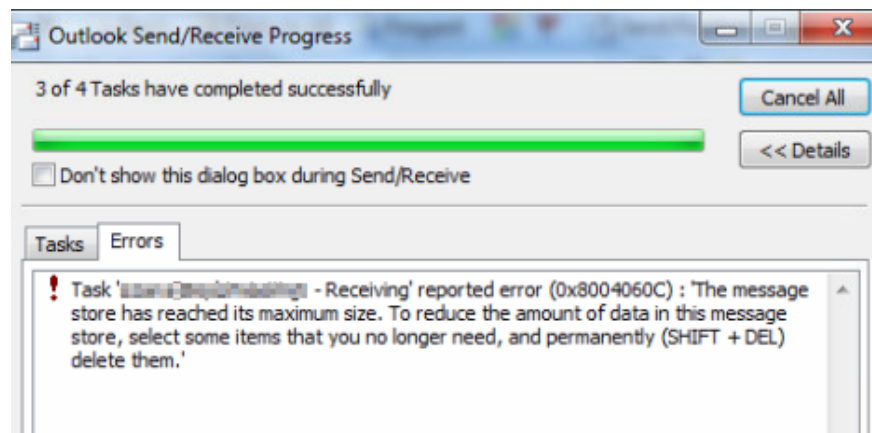 Outlook Send/Receive Progress
3 of 4 Tasks have completed successfully
Cancel All
<< Details
Don't show this dialog box during Send/Receive
Tasks
Errors
Task ' - Receiving' reported error (0x8004060C) : 'The message
store has reached its maximum size. To reduce the amount of data in this message
store, select some items that you no longer need, and permanently (SHIFT + DEL)
delete them.'